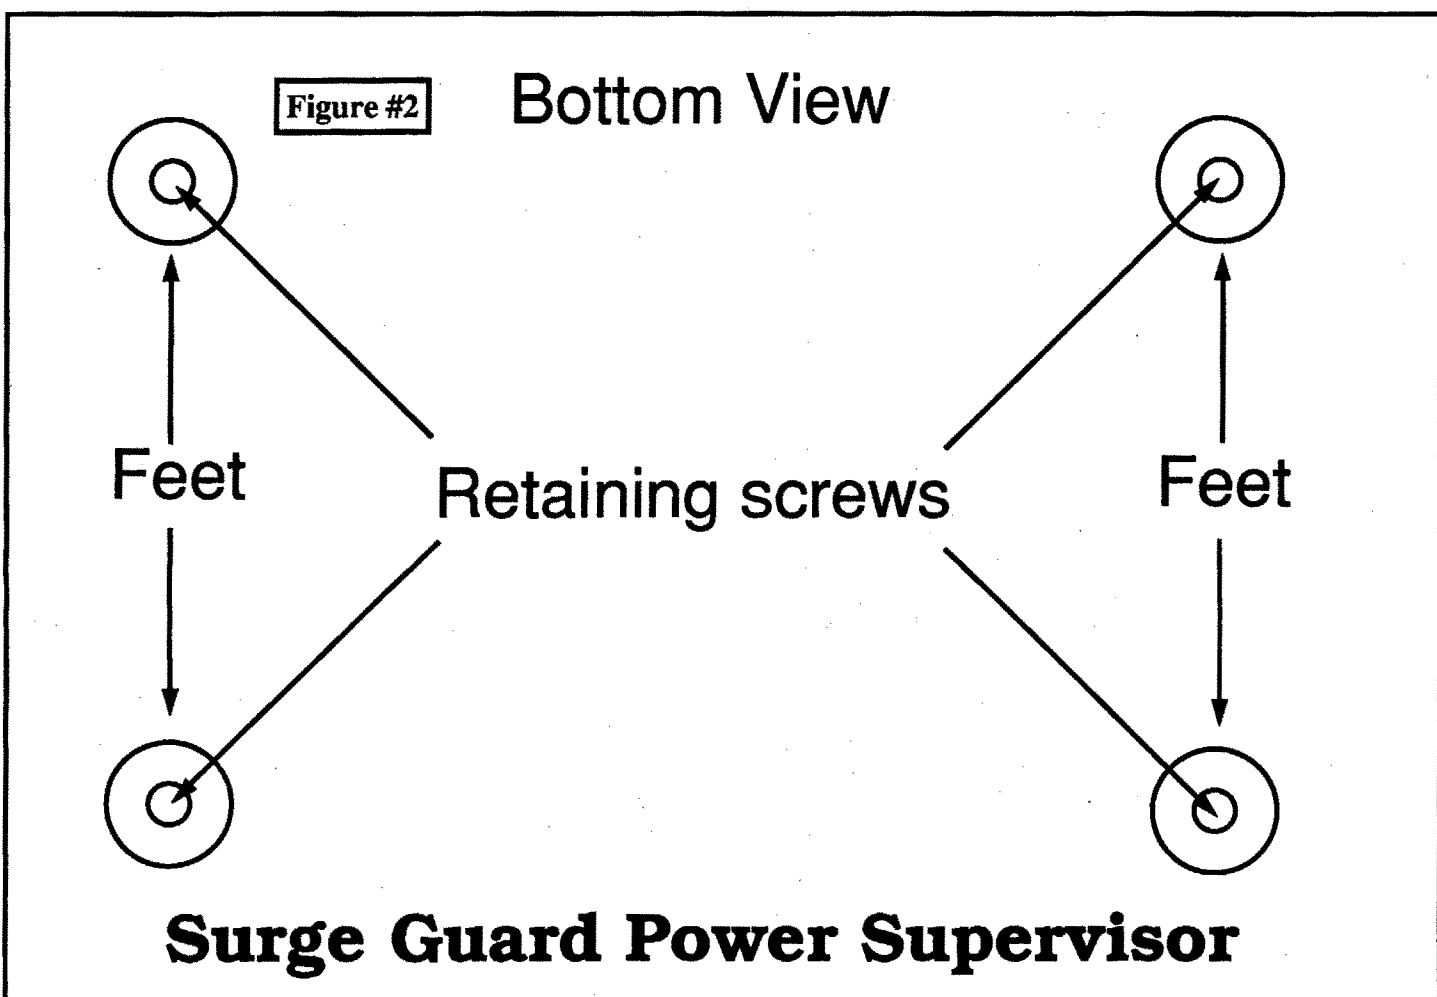 Figure #2
Bottom View
Feet
Retaining screws
Feet
Surge Guard Power Supervisor